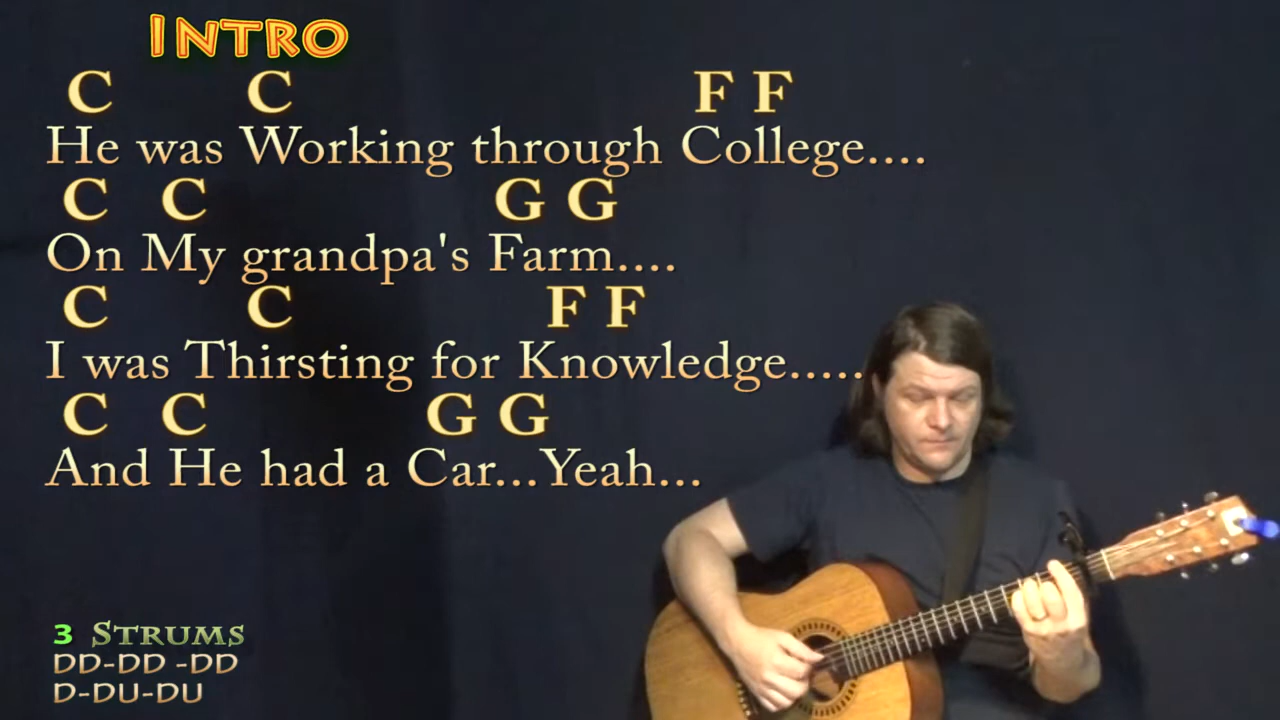 INTRO
C C F F
He was Working through College....
C C G G
On My grandpa's Farm....
C C F F
I was Thirsting for Knowledge.....
C C G G
And He had a Car...Yeah...
3 STRUMS
DD-DD -DD
D-DU-DU